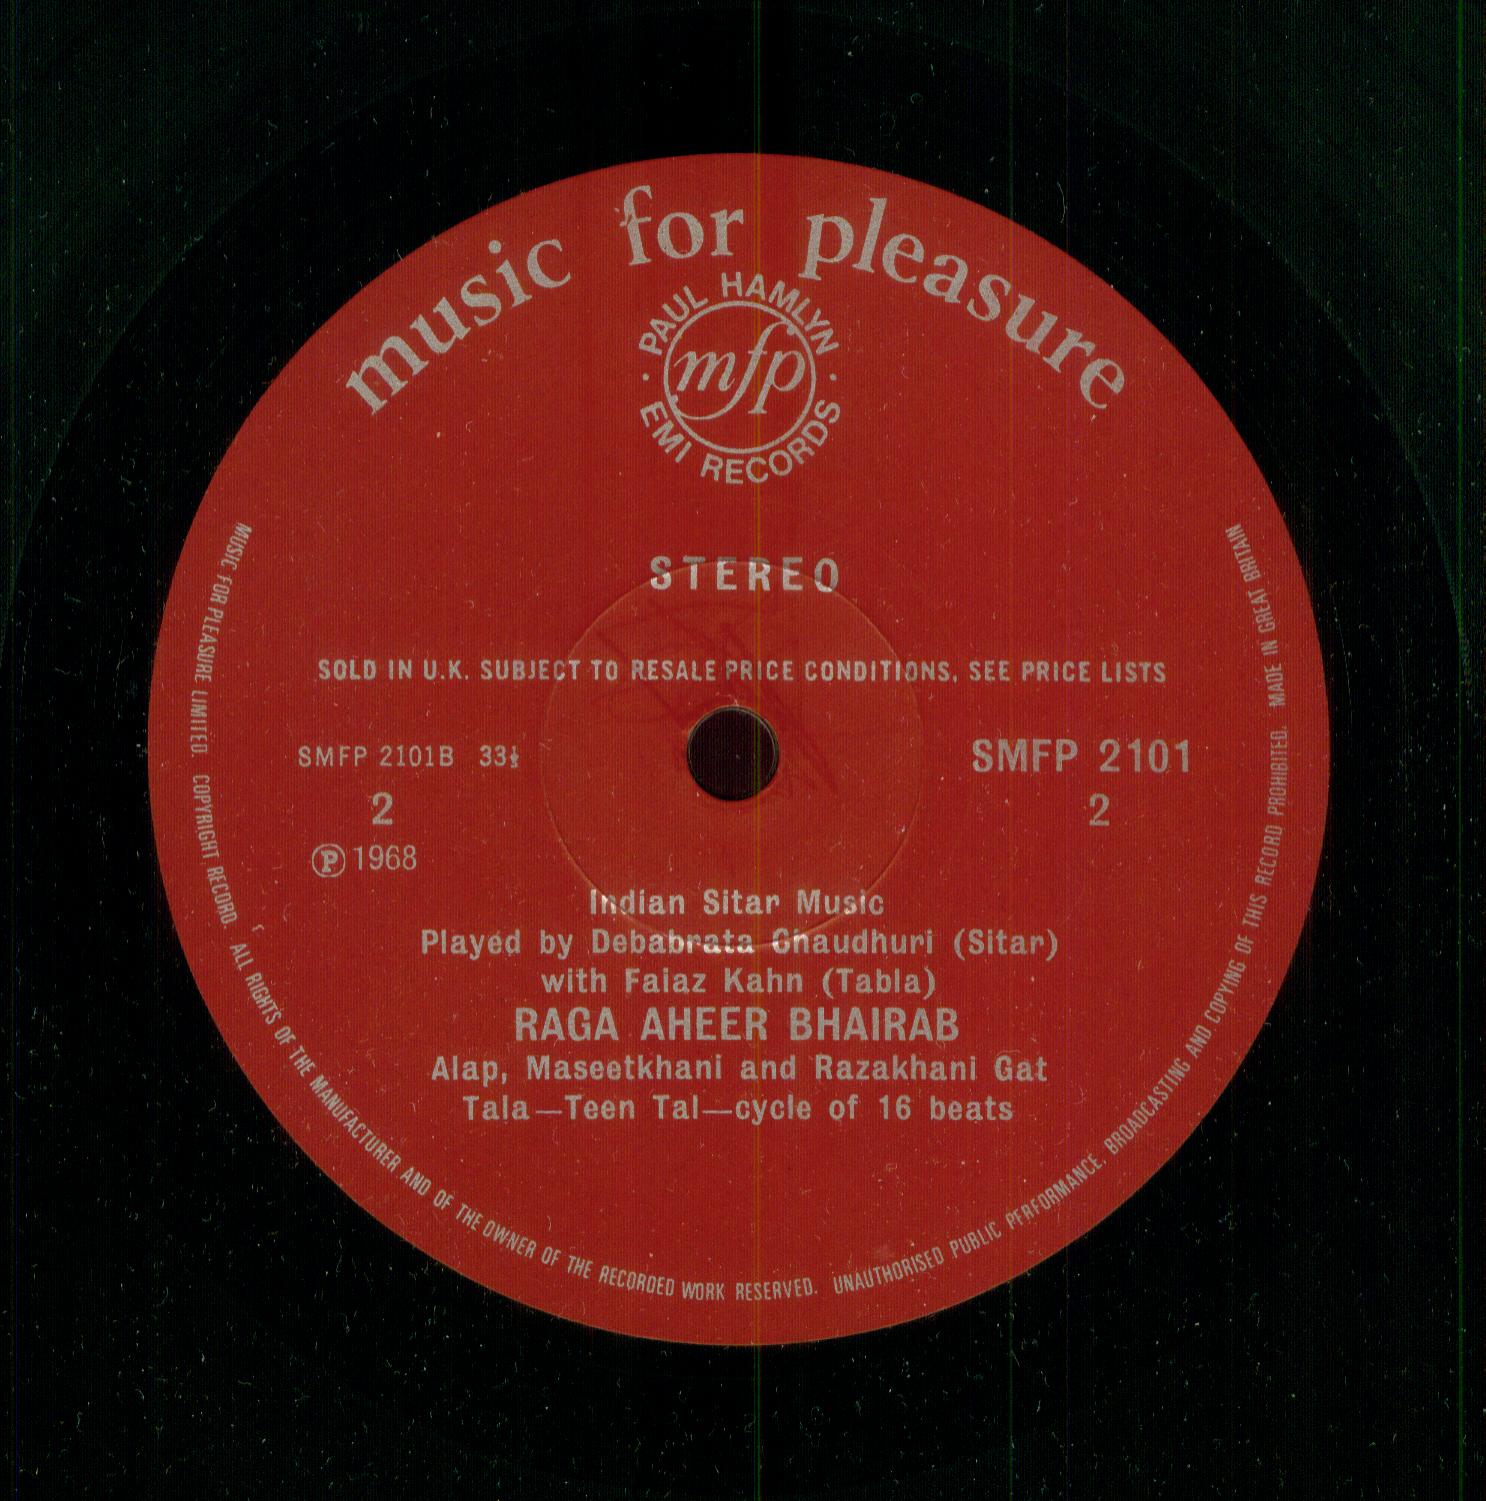 music for pleasure
PAUL HAMLYN
mfp
· EMI RECORDS ·
STEREO
SOLD IN U.K. SUBJECT TO RESALE PRICE CONDITIONS, SEE PRICE LISTS
SMFP 2101B 33⅓
2
Ⓟ 1968
SMFP 2101
2
Indian Sitar Music
Played by Debabrata Chaudhuri (Sitar)
with Faiaz Kahn (Tabla)
RAGA AHEER BHAIRAB
Alap, Maseetkhani and Razakhani Gat
Tala—Teen Tal—cycle of 16 beats
MUSIC FOR PLEASURE LIMITED. COPYRIGHT RECORD. ALL RIGHTS OF THE MANUFACTURER AND OF THE OWNER OF THE RECORDED WORK RESERVED. UNAUTHORISED PUBLIC PERFORMANCE, BROADCASTING AND COPYING OF THIS RECORD PROHIBITED. MADE IN GREAT BRITAIN